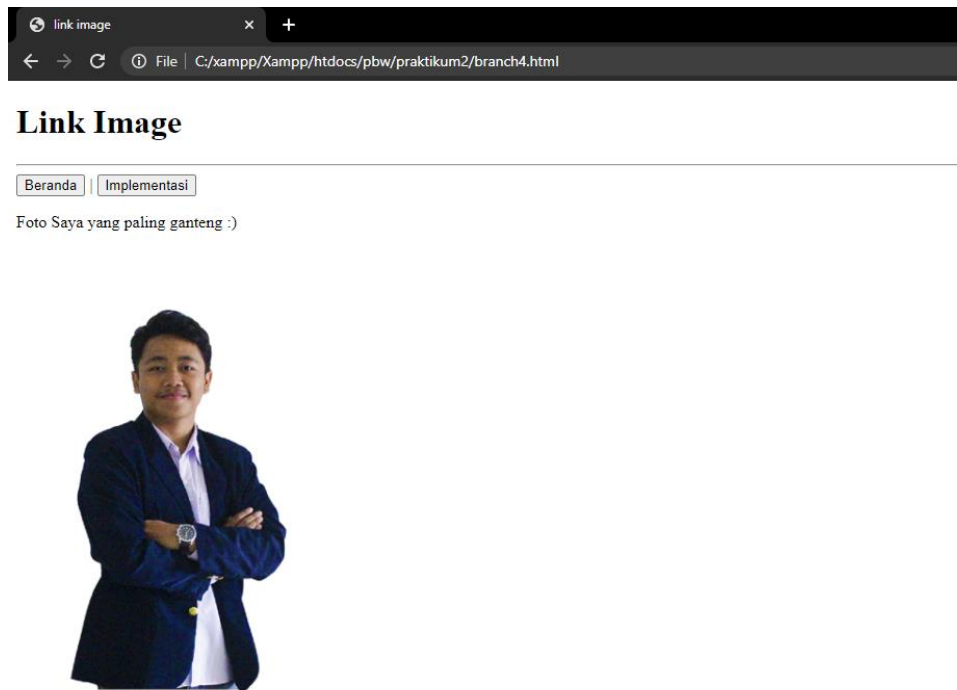 link image
File | C:/xampp/Xampp/htdocs/pbw/praktikum2/branch4.html
Link Image
Beranda | Implementasi
Foto Saya yang paling ganteng :)